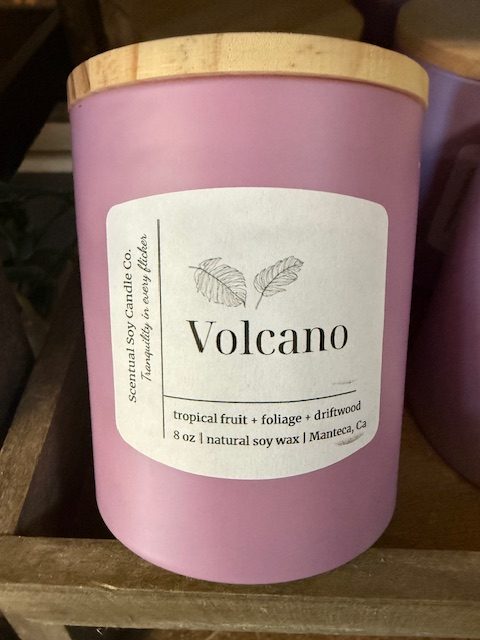 Scentual Soy Candle Co.
Tranquility in every flicker
Volcano
tropical fruit + foliage + driftwood
8 oz | natural soy wax | Manteca, Ca